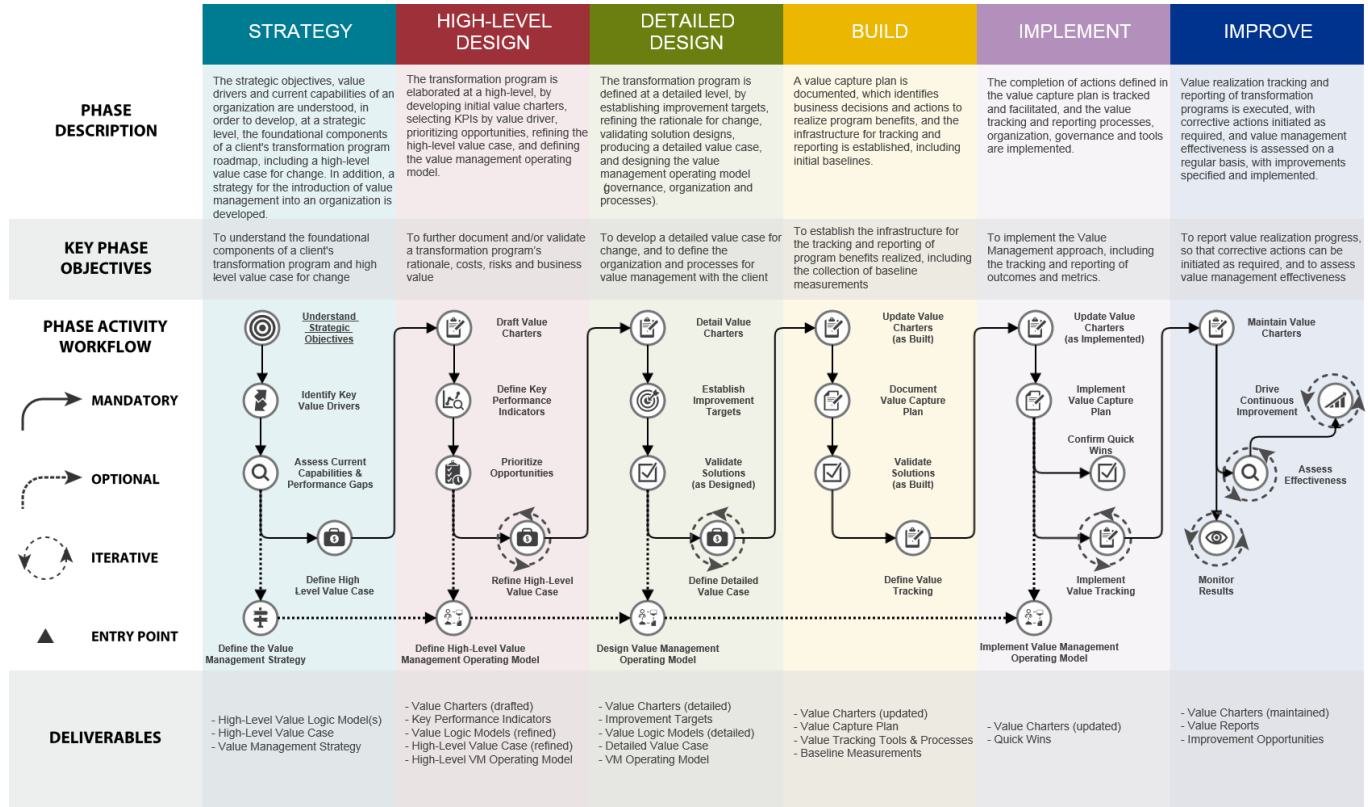 STRATEGY
HIGH-LEVEL
DESIGN
DETAILED
DESIGN
BUILD
IMPLEMENT
IMPROVE
PHASE
DESCRIPTION
The strategic objectives, value
drivers and current capabilities of an
organization are understood, in
order to develop, at a strategic
level, the foundational components
of a client's transformation program
roadmap, including a high-level
value case for change. In addition, a
strategy for the introduction of value
management into an organization is
developed.
The transformation program is
elaborated at a high-level, by
developing initial value charters,
selecting KPIs by value driver,
prioritizing opportunities, refining the
high-level value case, and defining
the value management operating
model.
The transformation program is
defined at a detailed level, by
establishing improvement targets,
refining the rationale for change,
validating solution designs,
producing a detailed value case,
and designing the value
management operating model
(governance, organization and
processes).
A value capture plan is
documented, which identifies
business decisions and actions to
realize program benefits, and the
infrastructure for tracking and
reporting is established, including
initial baselines.
The completion of actions defined in
the value capture plan is tracked
and facilitated, and the value
tracking and reporting processes,
organization, governance and tools
are implemented.
Value realization tracking and
reporting of transformation
programs is executed, with
corrective actions initiated as
required, and value management
effectiveness is assessed on a
regular basis, with improvements
specified and implemented.
KEY PHASE
OBJECTIVES
To understand the foundational
components of a client's
transformation program and high
level value case for change
To further document and/or validate
a transformation program's
rationale, costs, risks and business
value
To develop a detailed value case for
change, and to define the
organization and processes for
value management with the client
To establish the infrastructure for
the tracking and reporting of
program benefits realized, including
the collection of baseline
measurements
To implement the Value
Management approach, including
the tracking and reporting of
outcomes and metrics.
To report value realization progress,
so that corrective actions can be
initiated as required, and to assess
value management effectiveness
PHASE ACTIVITY
WORKFLOW
MANDATORY
OPTIONAL
ITERATIVE
ENTRY POINT
Understand
Strategic
Objectives
Identify Key
Value Drivers
Assess Current
Capabilities &
Performance Gaps
Define High
Level Value Case
Define the Value
Management Strategy
Draft Value
Charters
Define Key
Performance
Indicators
Prioritize
Opportunities
Refine High-Level
Value Case
Define High-Level Value
Management Operating Model
Detail Value
Charters
Establish
Improvement
Targets
Validate
Solutions
(as Designed)
Define Detailed
Value Case
Design Value Management
Operating Model
Update Value
Charters
(as Built)
Document
Value Capture
Plan
Validate
Solutions
(as Built)
Define Value
Tracking
Update Value
Charters
(as Implemented)
Implement
Value Capture
Plan
Confirm Quick
Wins
Implement
Value Tracking
Implement Value Management
Operating Model
Maintain Value
Charters
Drive
Continuous
Improvement
Assess
Effectiveness
Monitor
Results
DELIVERABLES
- High-Level Value Logic Model(s)
- High-Level Value Case
- Value Management Strategy
- Value Charters (drafted)
- Key Performance Indicators
- Value Logic Models (refined)
- High-Level Value Case (refined)
- High-Level VM Operating Model
- Value Charters (detailed)
- Improvement Targets
- Value Logic Models (detailed)
- Detailed Value Case
- VM Operating Model
- Value Charters (updated)
- Value Capture Plan
- Value Tracking Tools & Processes
- Baseline Measurements
- Value Charters (updated)
- Quick Wins
- Value Charters (maintained)
- Value Reports
- Improvement Opportunities